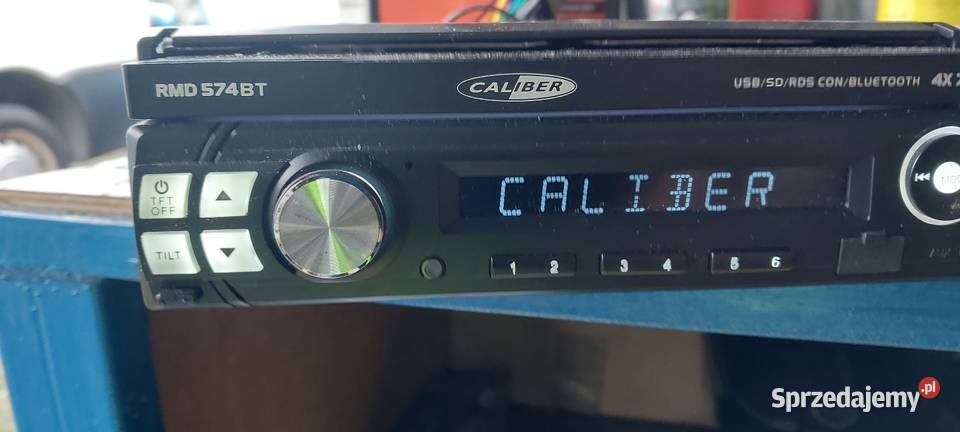 RMD 574BT
CALIBER
USB/SD/RDS CON/BLUETOOTH 4X
CALIBER
TFT
OFF
TILT
1 2 3 4 5 6
Sprzedajemy.pl